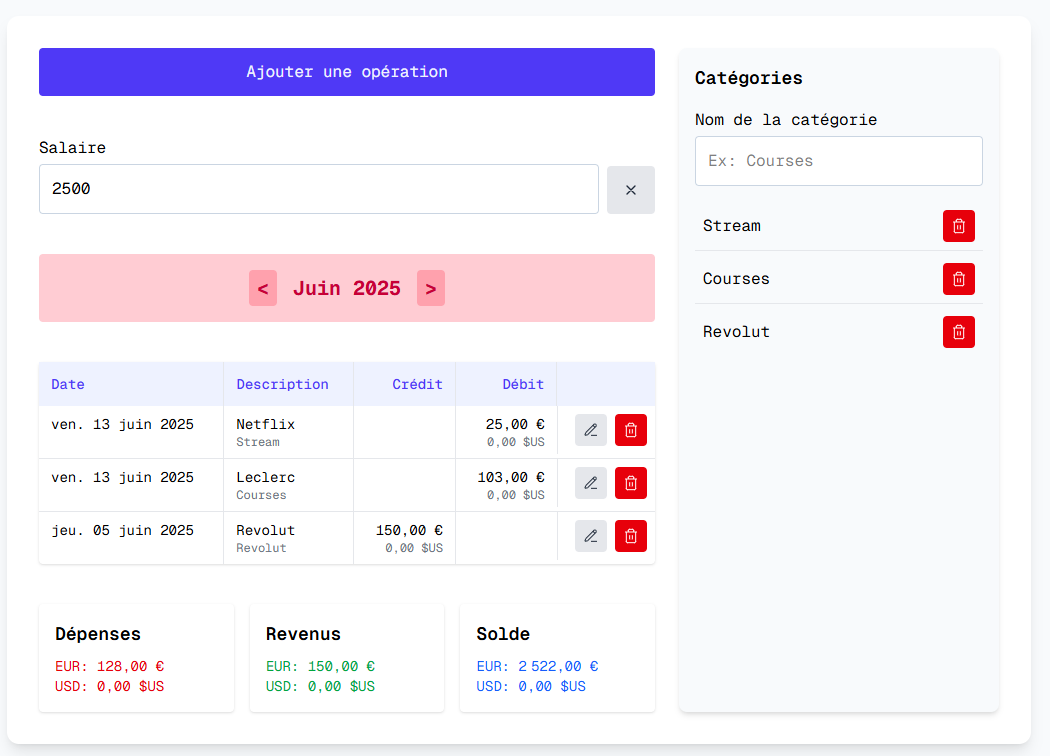 Ajouter une opération
Salaire
2500
< Juin 2025 >
Date Description Crédit Débit
ven. 13 juin 2025 Netflix 25,00 €
Stream 0,00 $US
ven. 13 juin 2025 Leclerc 103,00 €
Courses 0,00 $US
jeu. 05 juin 2025 Revolut 150,00 €
Revolut 0,00 $US
Dépenses
EUR: 128,00 €
USD: 0,00 $US
Revenus
EUR: 150,00 €
USD: 0,00 $US
Solde
EUR: 2 522,00 €
USD: 0,00 $US
Catégories
Nom de la catégorie
Ex: Courses
Stream
Courses
Revolut